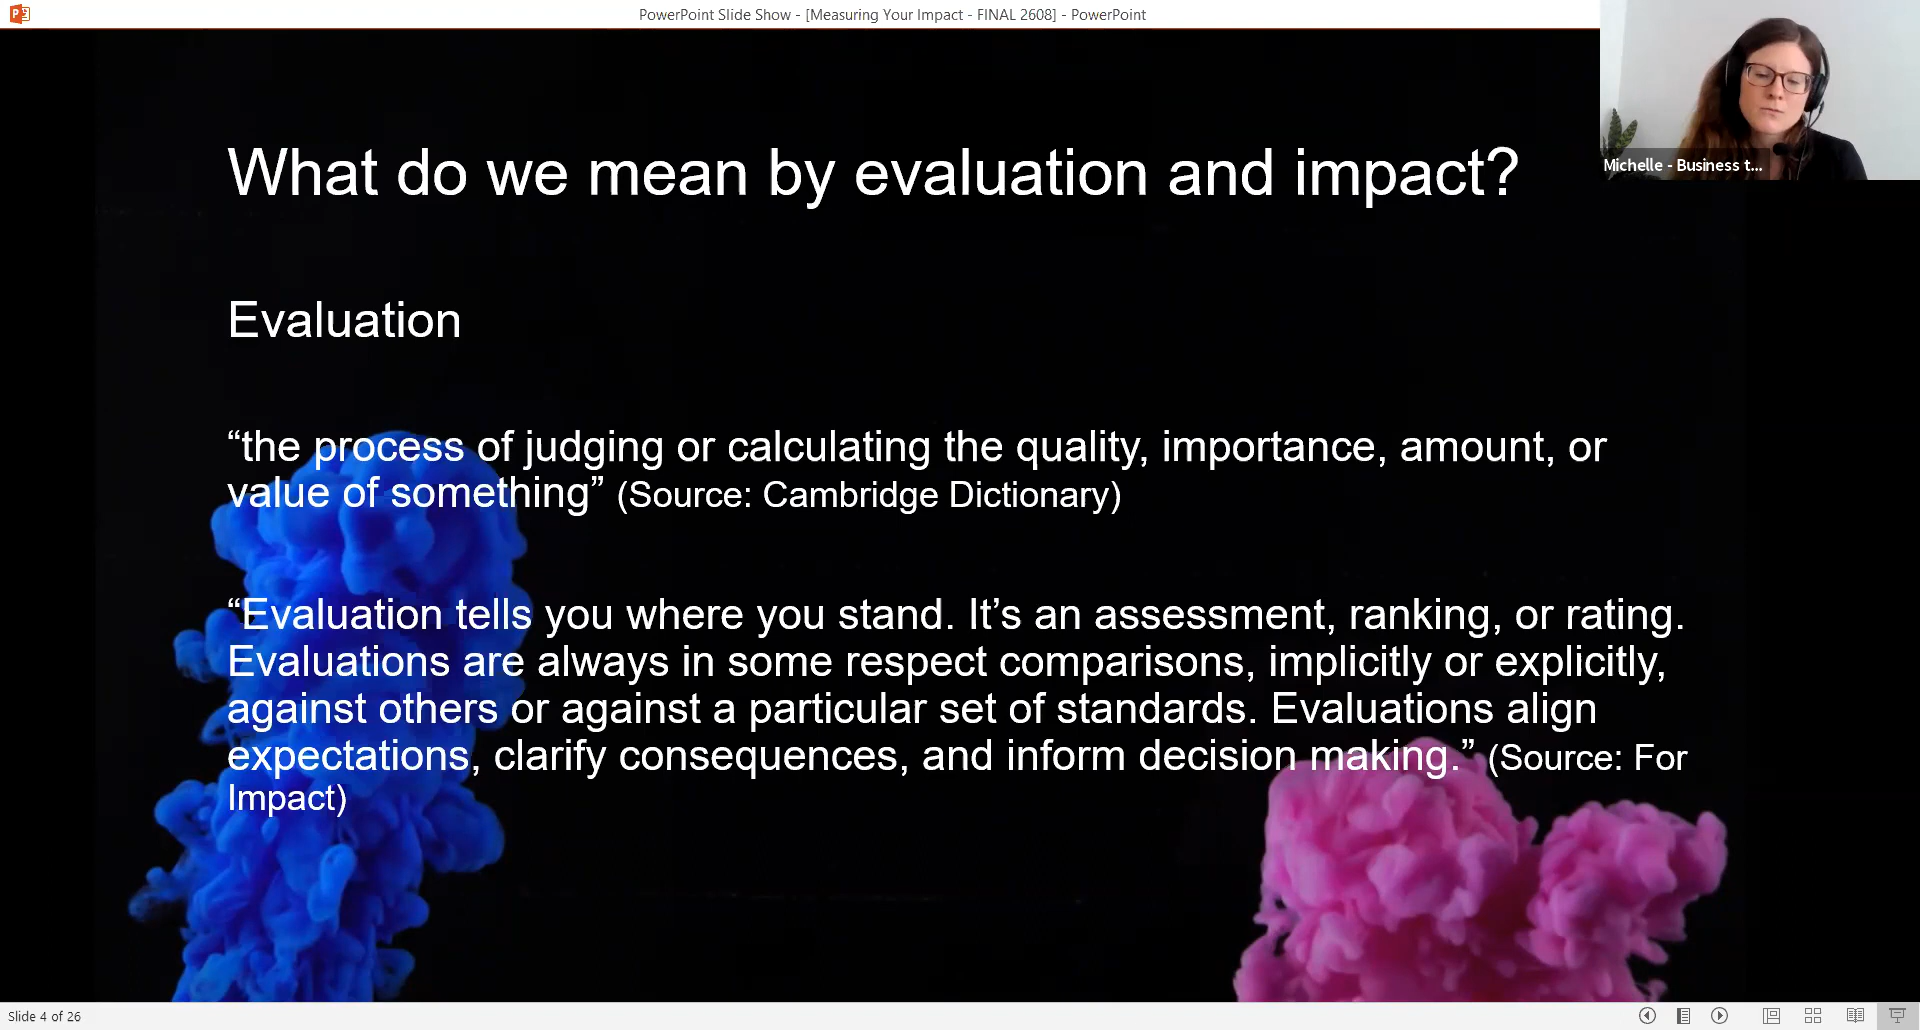 PowerPoint Slide Show - [Measuring Your Impact - FINAL 2608] - PowerPoint
Michelle - Business t...
What do we mean by evaluation and impact?
Evaluation
“the process of judging or calculating the quality, importance, amount, or
value of something” (Source: Cambridge Dictionary)
“Evaluation tells you where you stand. It’s an assessment, ranking, or rating.
Evaluations are always in some respect comparisons, implicitly or explicitly,
against others or against a particular set of standards. Evaluations align
expectations, clarify consequences, and inform decision making.” (Source: For
Impact)
Slide 4 of 26